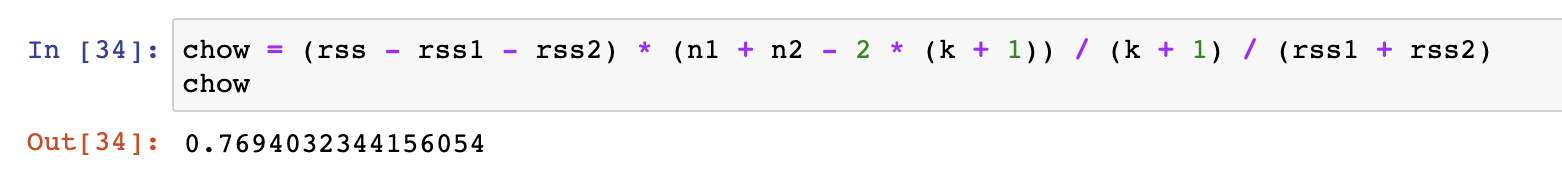 In [34]: chow = (rss - rss1 - rss2) * (n1 + n2 - 2 * (k + 1)) / (k + 1) / (rss1 + rss2)
chow
Out[34]: 0.7694032344156054